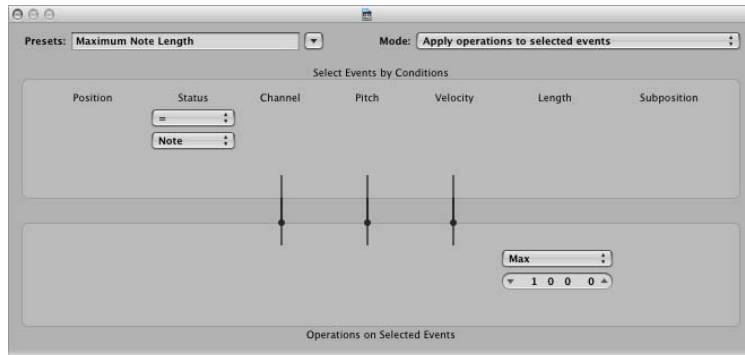 Presets: Maximum Note Length Mode: Apply operations to selected events
Select Events by Conditions
Position Status Channel Pitch Velocity Length Subposition
=
Note
Max
1 0 0 0
Operations on Selected Events